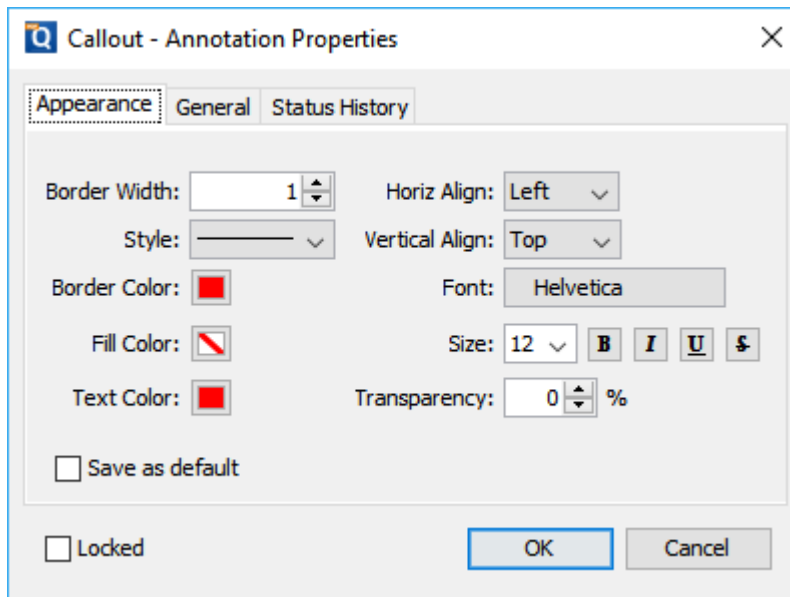 Callout - Annotation Properties
Appearance General Status History
Border Width: 1 Horiz Align: Left
Style: Vertical Align: Top
Border Color: Font: Helvetica
Fill Color: Size: 12 B I U S
Text Color: Transparency: 0 %
Save as default
Locked OK Cancel